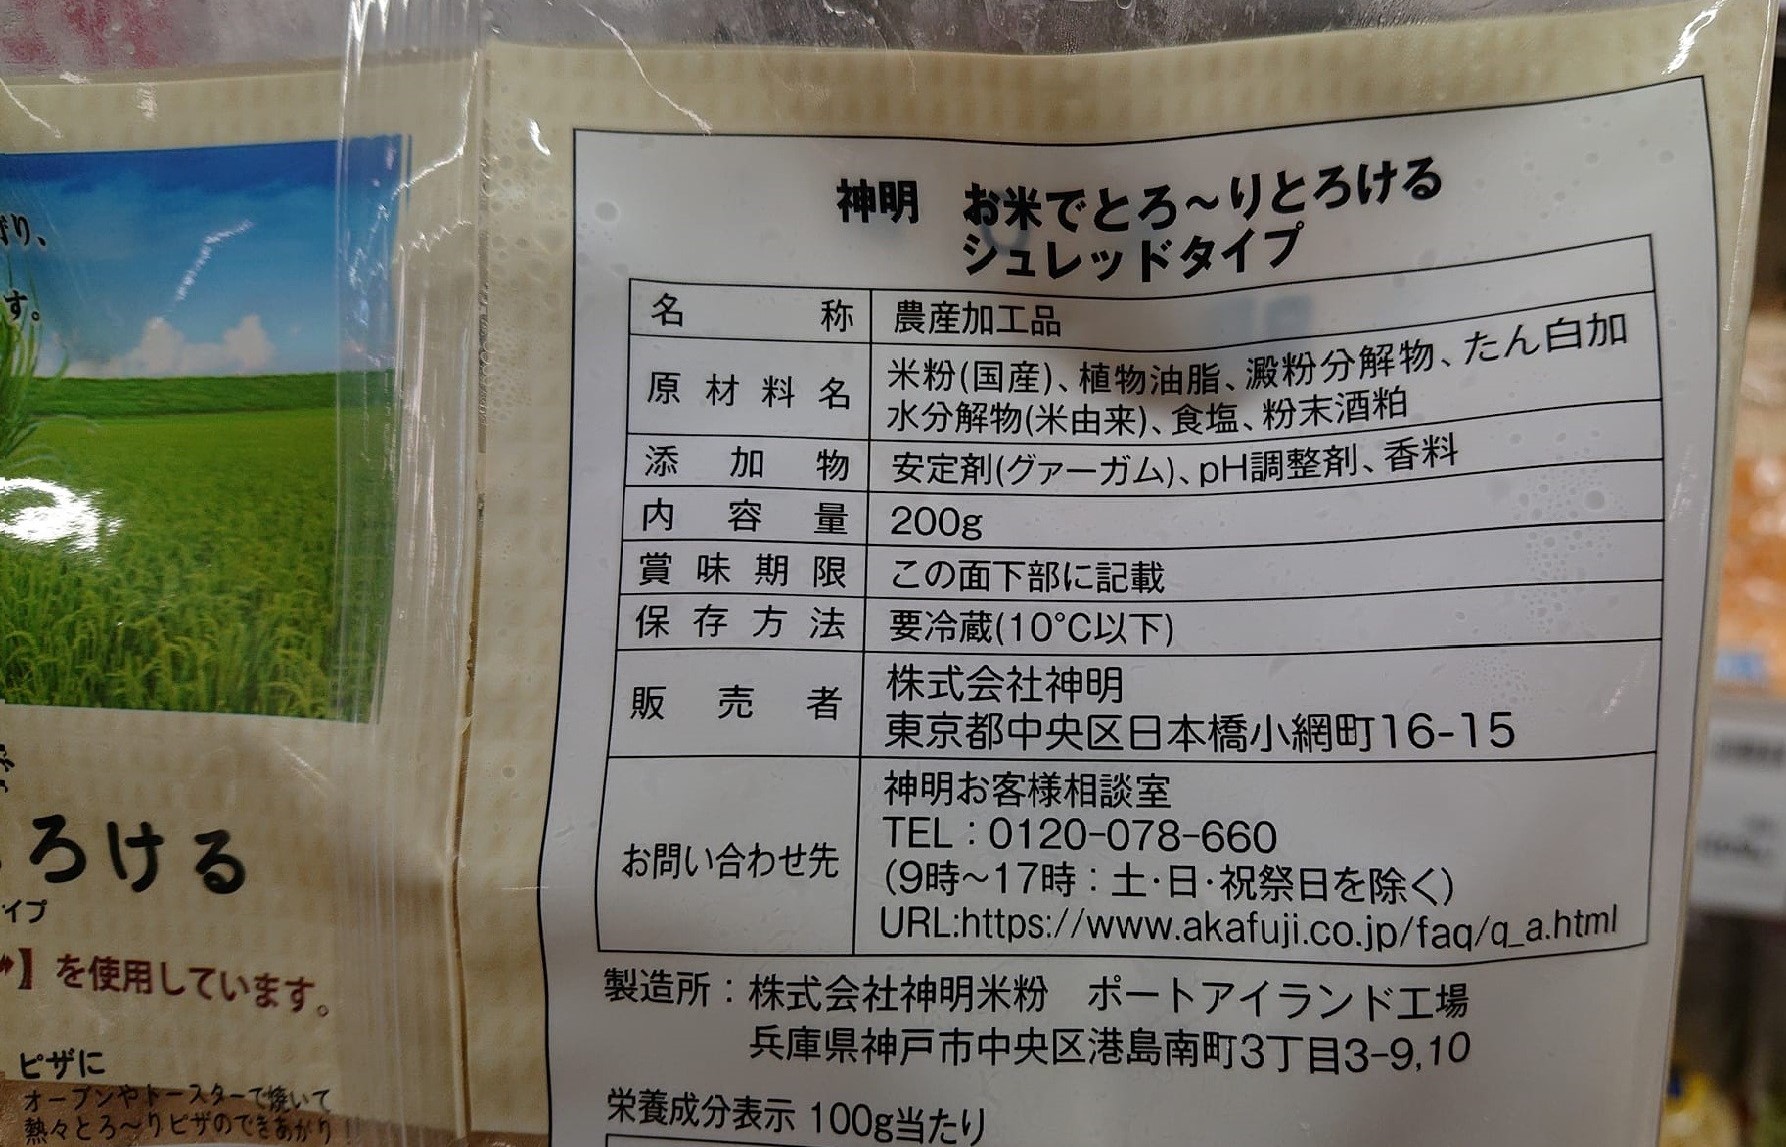 す。
ろける
イプ
】を使用しています。
ピザに
オーブンやトースターで焼いて
熱々とろ〜りピザのできあがり！
神明 お米でとろ〜りとろける
シュレッドタイプ
名称 農産加工品
原材料名 米粉(国産)、植物油脂、澱粉分解物、たん白加
水分解物(米由来)、食塩、粉末酒粕
添加物 安定剤(グァーガム)、pH調整剤、香料
内容量 200g
賞味期限 この面下部に記載
保存方法 要冷蔵(10℃以下)
販売者 株式会社神明
東京都中央区日本橋小網町16-15
お問い合わせ先 神明お客様相談室
TEL：0120-078-660
(9時〜17時：土・日・祝祭日を除く)
URL:https://www.akafuji.co.jp/faq/q_a.html
製造所：株式会社神明米粉 ポートアイランド工場
兵庫県神戸市中央区港島南町3丁目3-9,10
栄養成分表示 100g当たり